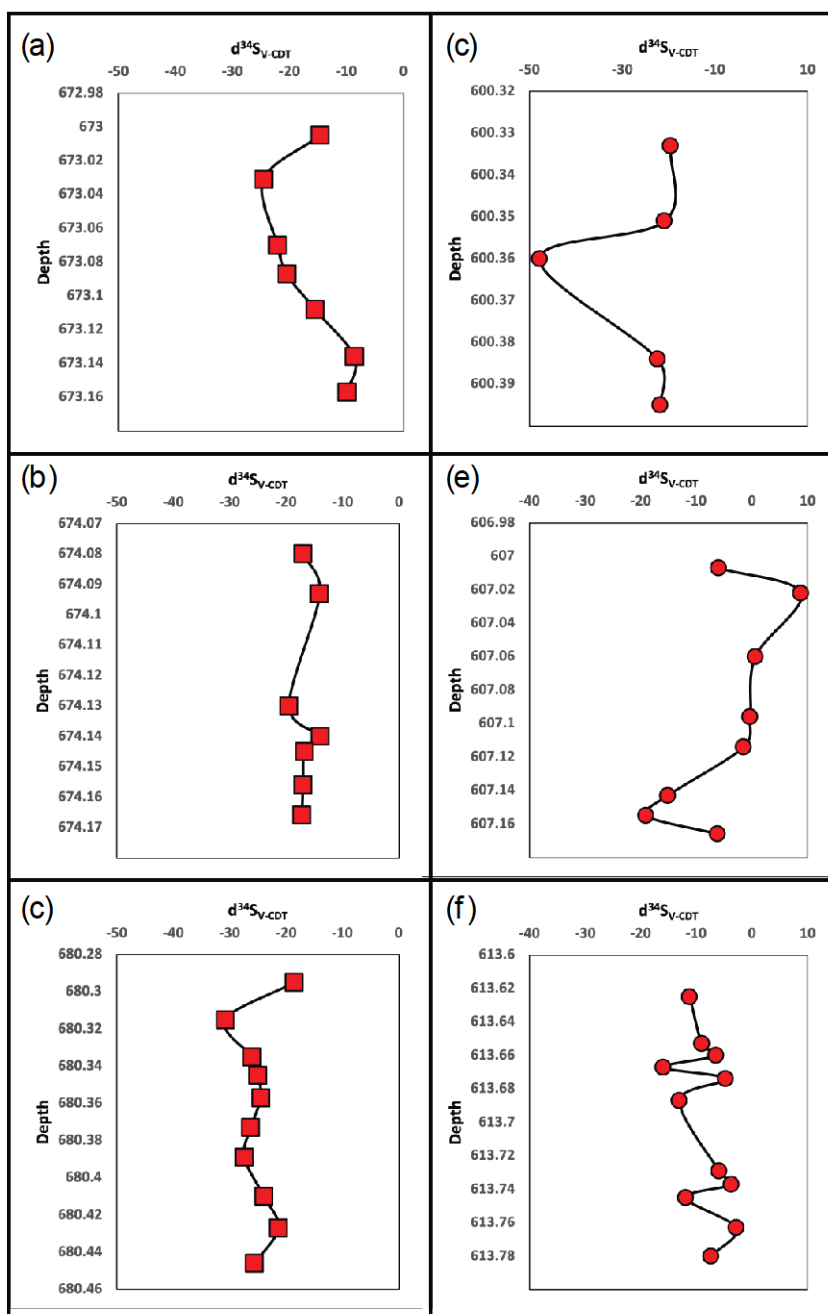 (a)
d³⁴S_V-CDT
-50 -40 -30 -20 -10 0
Depth
672.98
673
673.02
673.04
673.06
673.08
673.1
673.12
673.14
673.16
(c)
d³⁴S_V-CDT
-50 -30 -10 10
Depth
600.32
600.33
600.34
600.35
600.36
600.37
600.38
600.39
(b)
d³⁴S_V-CDT
-50 -40 -30 -20 -10 0
Depth
674.07
674.08
674.09
674.1
674.11
674.12
674.13
674.14
674.15
674.16
674.17
(e)
d³⁴S_V-CDT
-50 -40 -30 -20 -10 0 10
Depth
606.98
607
607.02
607.04
607.06
607.08
607.1
607.12
607.14
607.16
(c)
d³⁴S_V-CDT
-50 -40 -30 -20 -10 0
Depth
680.28
680.3
680.32
680.34
680.36
680.38
680.4
680.42
680.44
680.46
(f)
d³⁴S_V-CDT
-50 -40 -30 -20 -10 0 10
Depth
613.6
613.62
613.64
613.66
613.68
613.7
613.72
613.74
613.76
613.78